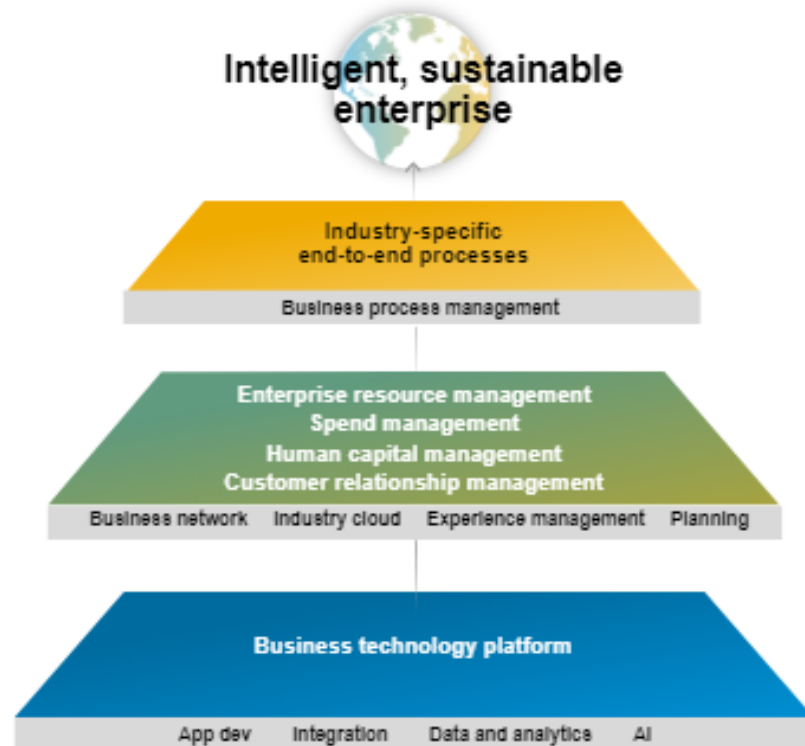 Intelligent, sustainable
enterprise
Industry-specific
end-to-end processes
Business process management
Enterprise resource management
Spend management
Human capital management
Customer relationship management
Business network Industry cloud Experience management Planning
Business technology platform
App dev Integration Data and analytics AI